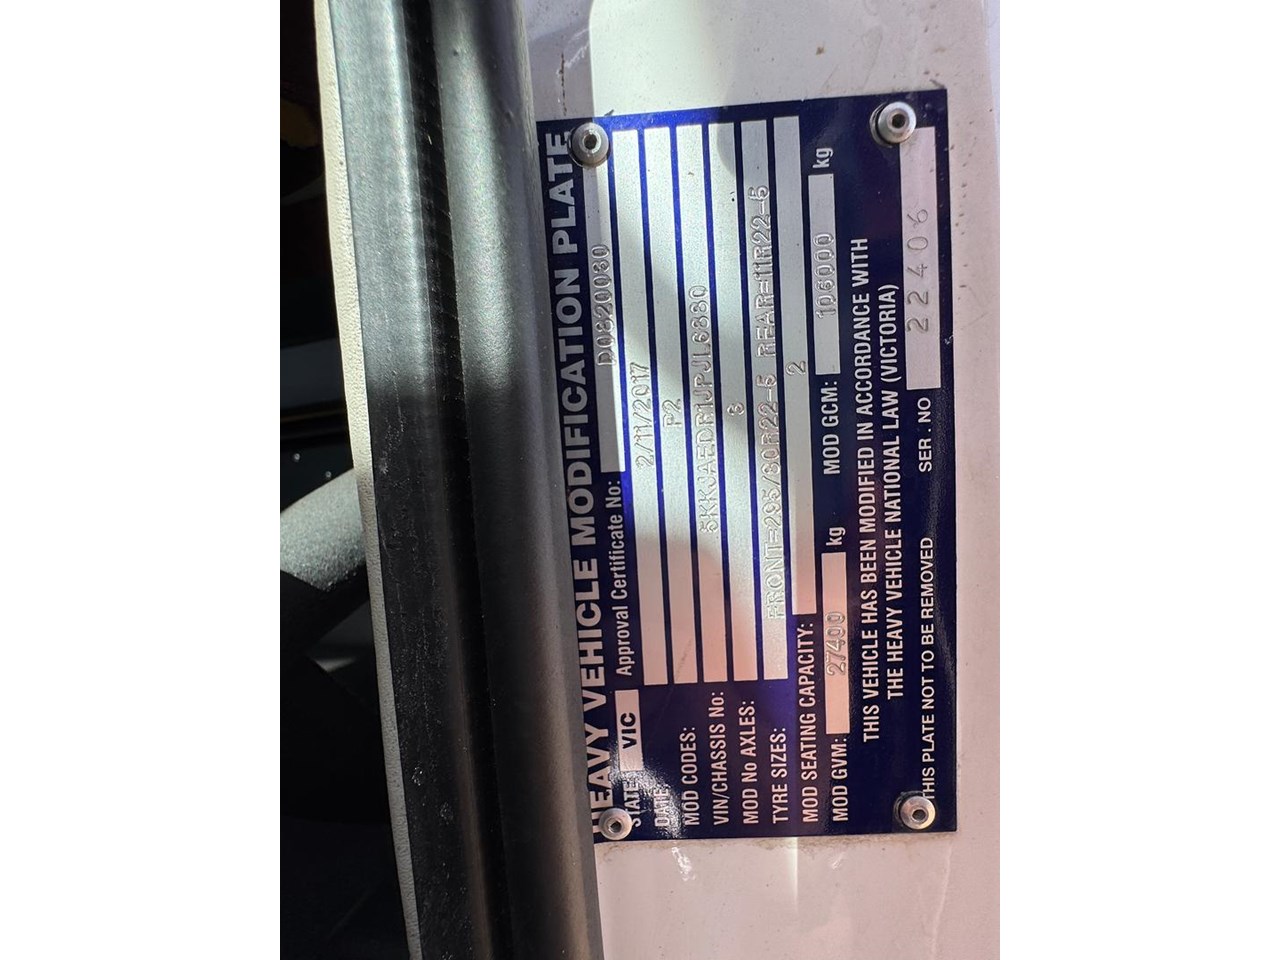 HEAVY VEHICLE MODIFICATION PLATE
STATE: VIC Approval Certificate No: D0820030
DATE: 2/11/2017
MOD CODES: P2
VIN/CHASSIS No: 5KKJAEDR1JPJL6880
MOD No AXLES: 3
TYRE SIZES: FRONT=295/80R22-5 REAR=11R22-5
MOD SEATING CAPACITY: 2
MOD GVM: 27400 kg MOD GCM: 106000 kg
THIS VEHICLE HAS BEEN MODIFIED IN ACCORDANCE WITH
THE HEAVY VEHICLE NATIONAL LAW (VICTORIA)
THIS PLATE NOT TO BE REMOVED SER . NO 22406